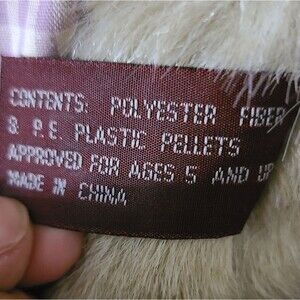 CONTENTS: POLYESTER FIBER
& P.E. PLASTIC PELLETS
APPROVED FOR AGES 5 AND UP
MADE IN CHINA